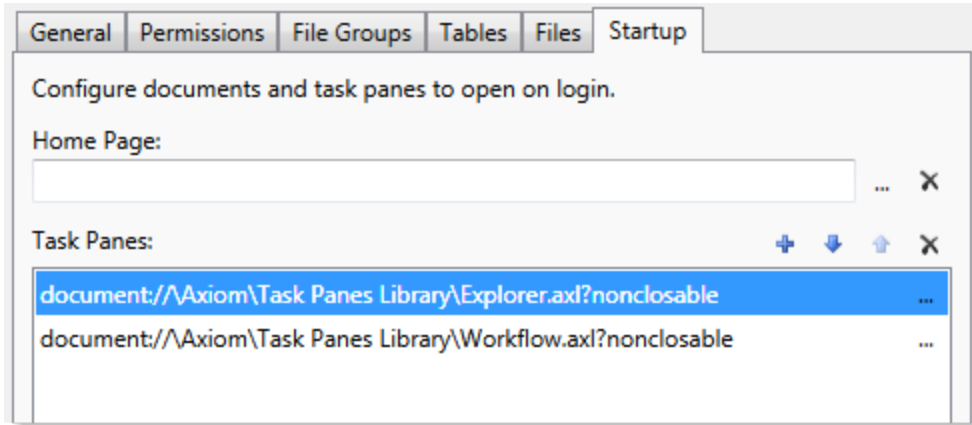 General Permissions File Groups Tables Files Startup
Configure documents and task panes to open on login.
Home Page:
...
Task Panes:
document://\Axiom\Task Panes Library\Explorer.axl?nonclosable ...
document://\Axiom\Task Panes Library\Workflow.axl?nonclosable ...